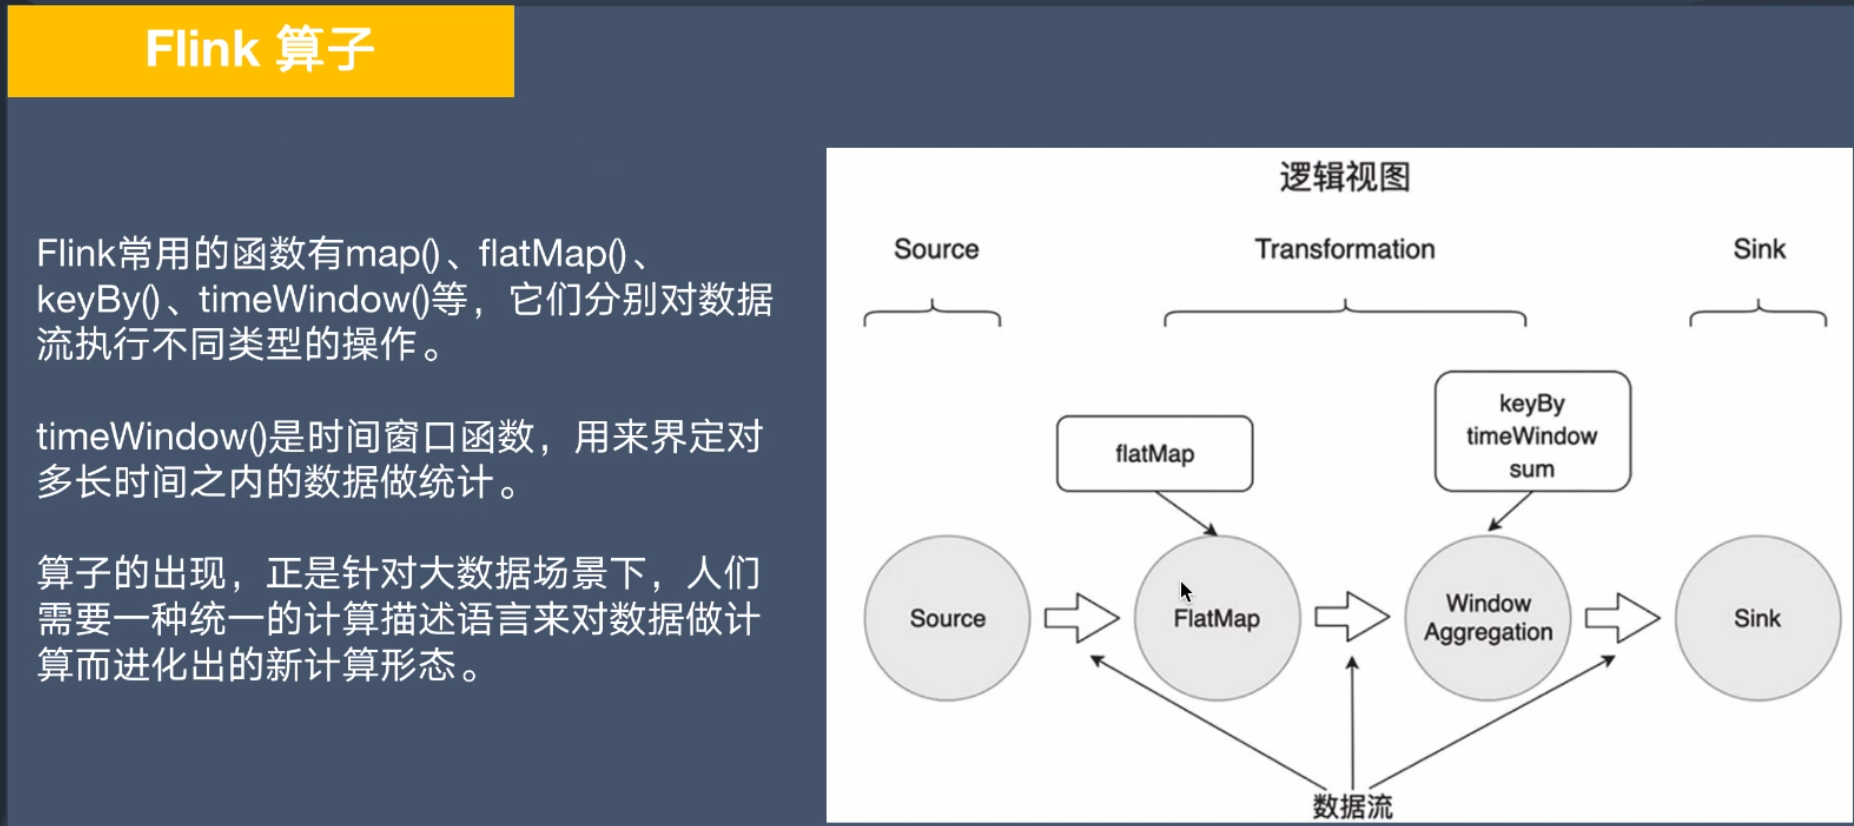 Flink 算子
Flink常用的函数有map()、flatMap()、
keyBy()、timeWindow()等，它们分别对数据
流执行不同类型的操作。
timeWindow()是时间窗口函数，用来界定对
多长时间之内的数据做统计。
算子的出现，正是针对大数据场景下，人们
需要一种统一的计算描述语言来对数据做计
算而进化出的新计算形态。
逻辑视图
Source
Transformation
Sink
flatMap
keyBy
timeWindow
sum
Source
FlatMap
Window
Aggregation
Sink
数据流